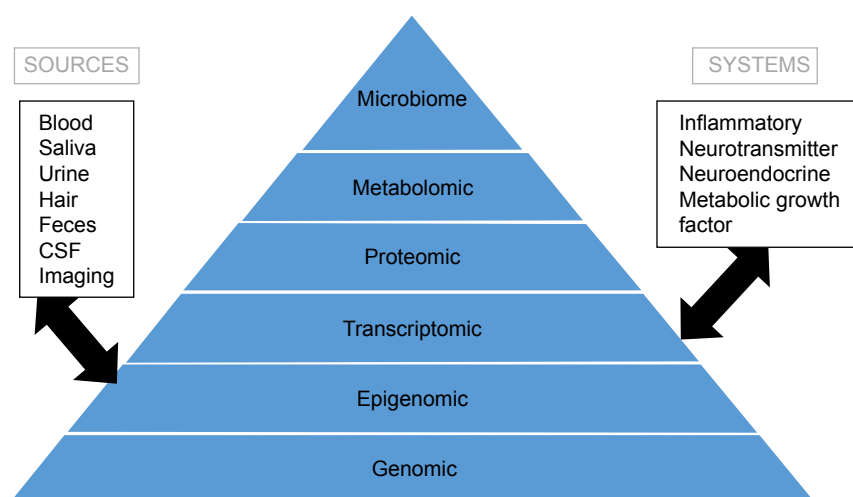 SOURCES
Blood
Saliva
Urine
Hair
Feces
CSF
Imaging
Microbiome
Metabolomic
Proteomic
Transcriptomic
Epigenomic
Genomic
SYSTEMS
Inflammatory
Neurotransmitter
Neuroendocrine
Metabolic growth
factor